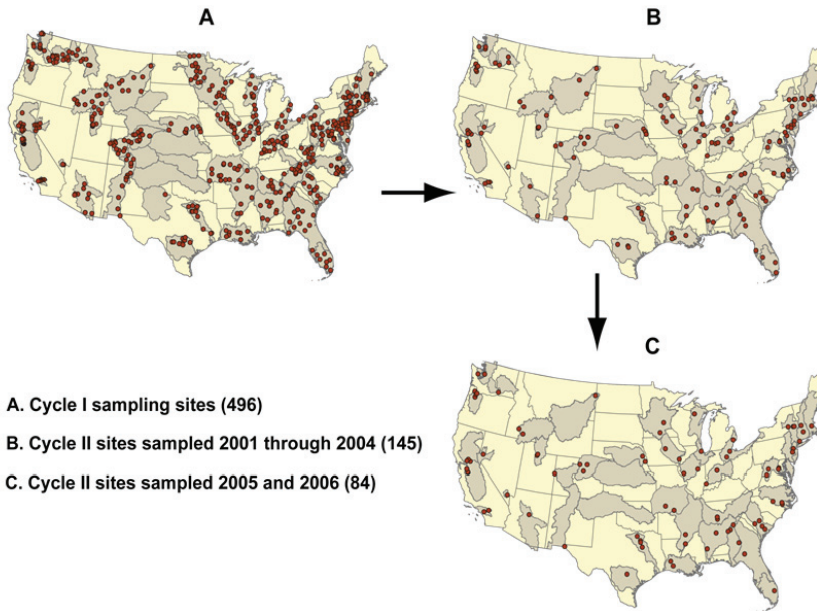 A
B
C
A. Cycle I sampling sites (496)
B. Cycle II sites sampled 2001 through 2004 (145)
C. Cycle II sites sampled 2005 and 2006 (84)